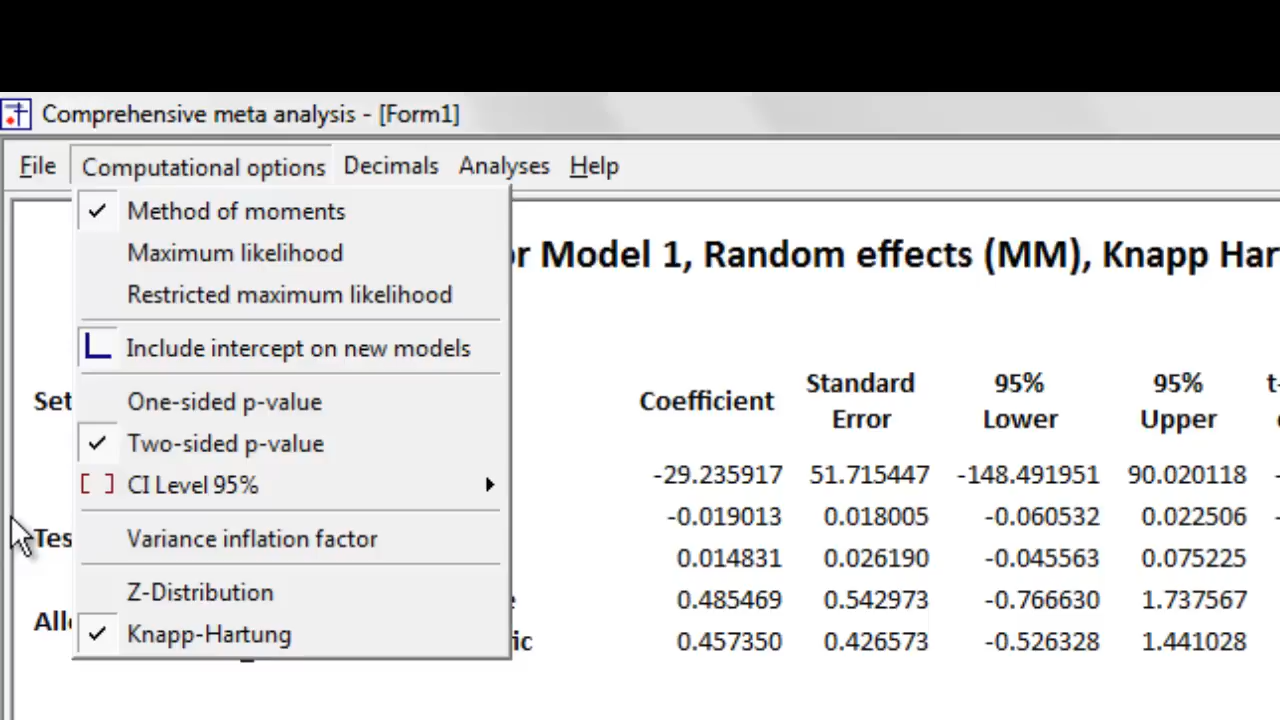 Comprehensive meta analysis - [Form1]
File Computational options Decimals Analyses Help
Method of moments
Maximum likelihood
Restricted maximum likelihood
Include intercept on new models
One-sided p-value
Two-sided p-value
CI Level 95%
Variance inflation factor
Z-Distribution
Knapp-Hartung
Model 1, Random effects (MM), Knapp Har
Set
Coefficient Standard Error 95% Lower 95% Upper
-29.235917 51.715447 -148.491951 90.020118
Tes
-0.019013 0.018005 -0.060532 0.022506
0.014831 0.026190 -0.045563 0.075225
0.485469 0.542973 -0.766630 1.737567
0.457350 0.426573 -0.526328 1.441028